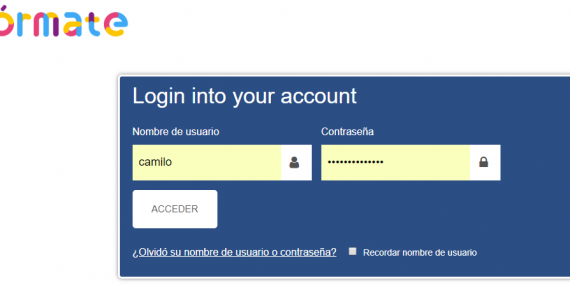 órmate
Login into your account
Nombre de usuario Contraseña
camilo ••••••••••••••
ACCEDER
¿Olvidó su nombre de usuario o contraseña? Recordar nombre de usuario